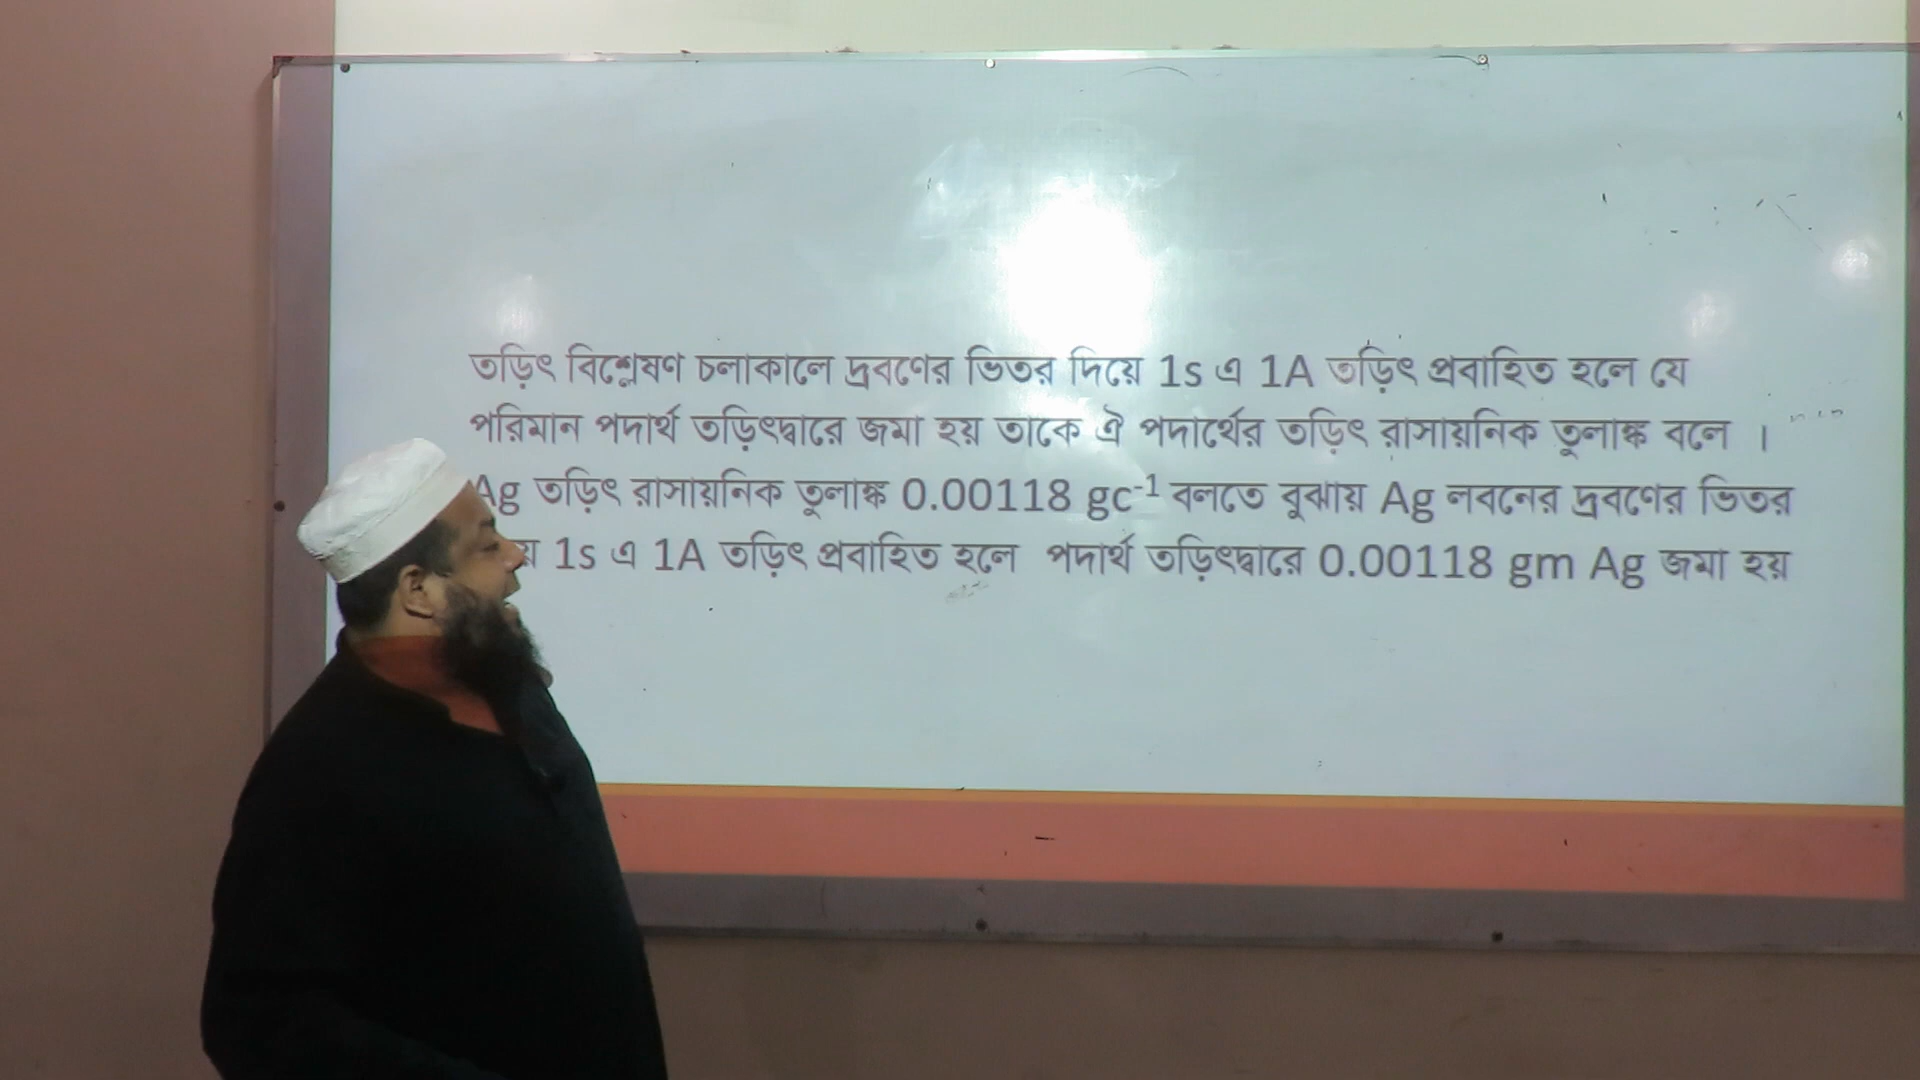 তড়িৎ বিশ্লেষণ চলাকালে দ্রবণের ভিতর দিয়ে 1s এ 1A তড়িৎ প্রবাহিত হলে যে
পরিমান পদার্থ তড়িৎদ্বারে জমা হয় তাকে ঐ পদার্থের তড়িৎ রাসায়নিক তুলাঙ্ক বলে ।
Ag তড়িৎ রাসায়নিক তুলাঙ্ক 0.00118 gc⁻¹ বলতে বুঝায় Ag লবনের দ্রবণের ভিতর
1s এ 1A তড়িৎ প্রবাহিত হলে পদার্থ তড়িৎদ্বারে 0.00118 gm Ag জমা হয়